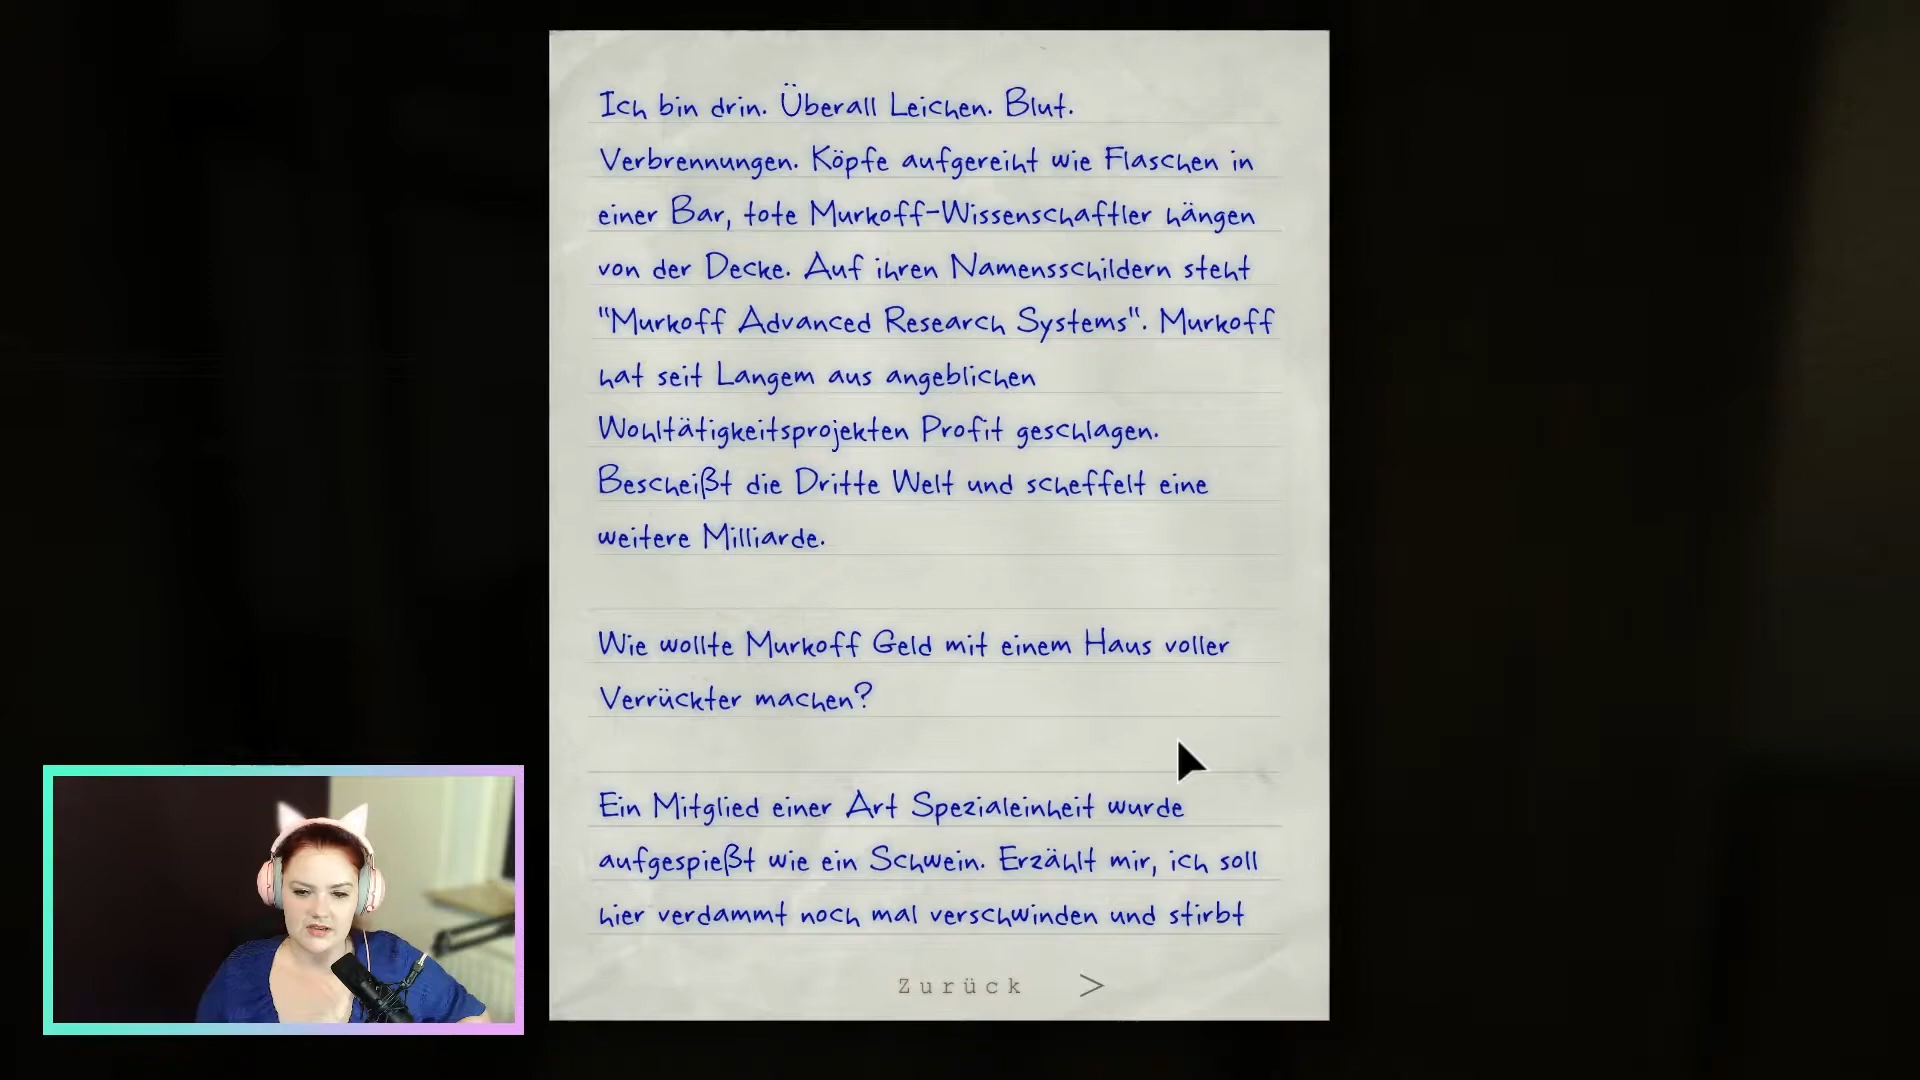 Ich bin drin. Überall Leichen. Blut.
Verbrennungen. Köpfe aufgereiht wie Flaschen in
einer Bar, tote Murkoff-Wissenschaftler hängen
von der Decke. Auf ihren Namensschildern steht
"Murkoff Advanced Research Systems". Murkoff
hat seit Langem aus angeblichen
Wohltätigkeitsprojekten Profit geschlagen.
Bescheißt die Dritte Welt und scheffelt eine
weitere Milliarde.
Wie wollte Murkoff Geld mit einem Haus voller
Verrückter machen?
Ein Mitglied einer Art Spezialeinheit wurde
aufgespießt wie ein Schwein. Erzählt mir, ich soll
hier verdammt noch mal verschwinden und stirbt
Zurück >